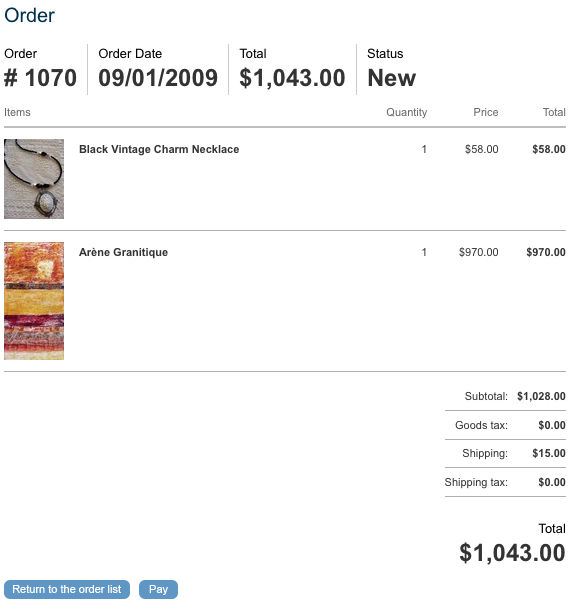 Order
Order Order Date Total Status
# 1070 09/01/2009 $1,043.00 New
Items Quantity Price Total
Black Vintage Charm Necklace 1 $58.00 $58.00
Arène Granitique 1 $970.00 $970.00
Subtotal: $1,028.00
Goods tax: $0.00
Shipping: $15.00
Shipping tax: $0.00
Total
$1,043.00
Return to the order list Pay